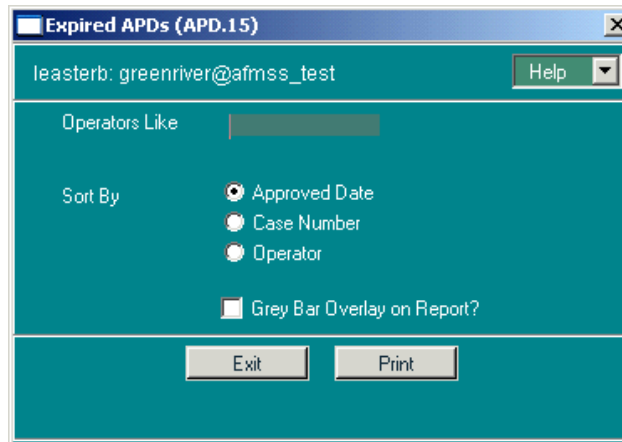 Expired APDs (APD.15)
leasterb: greenriver@afmss_test
Help
Operators Like
Sort By
Approved Date
Case Number
Operator
Grey Bar Overlay on Report?
Exit
Print